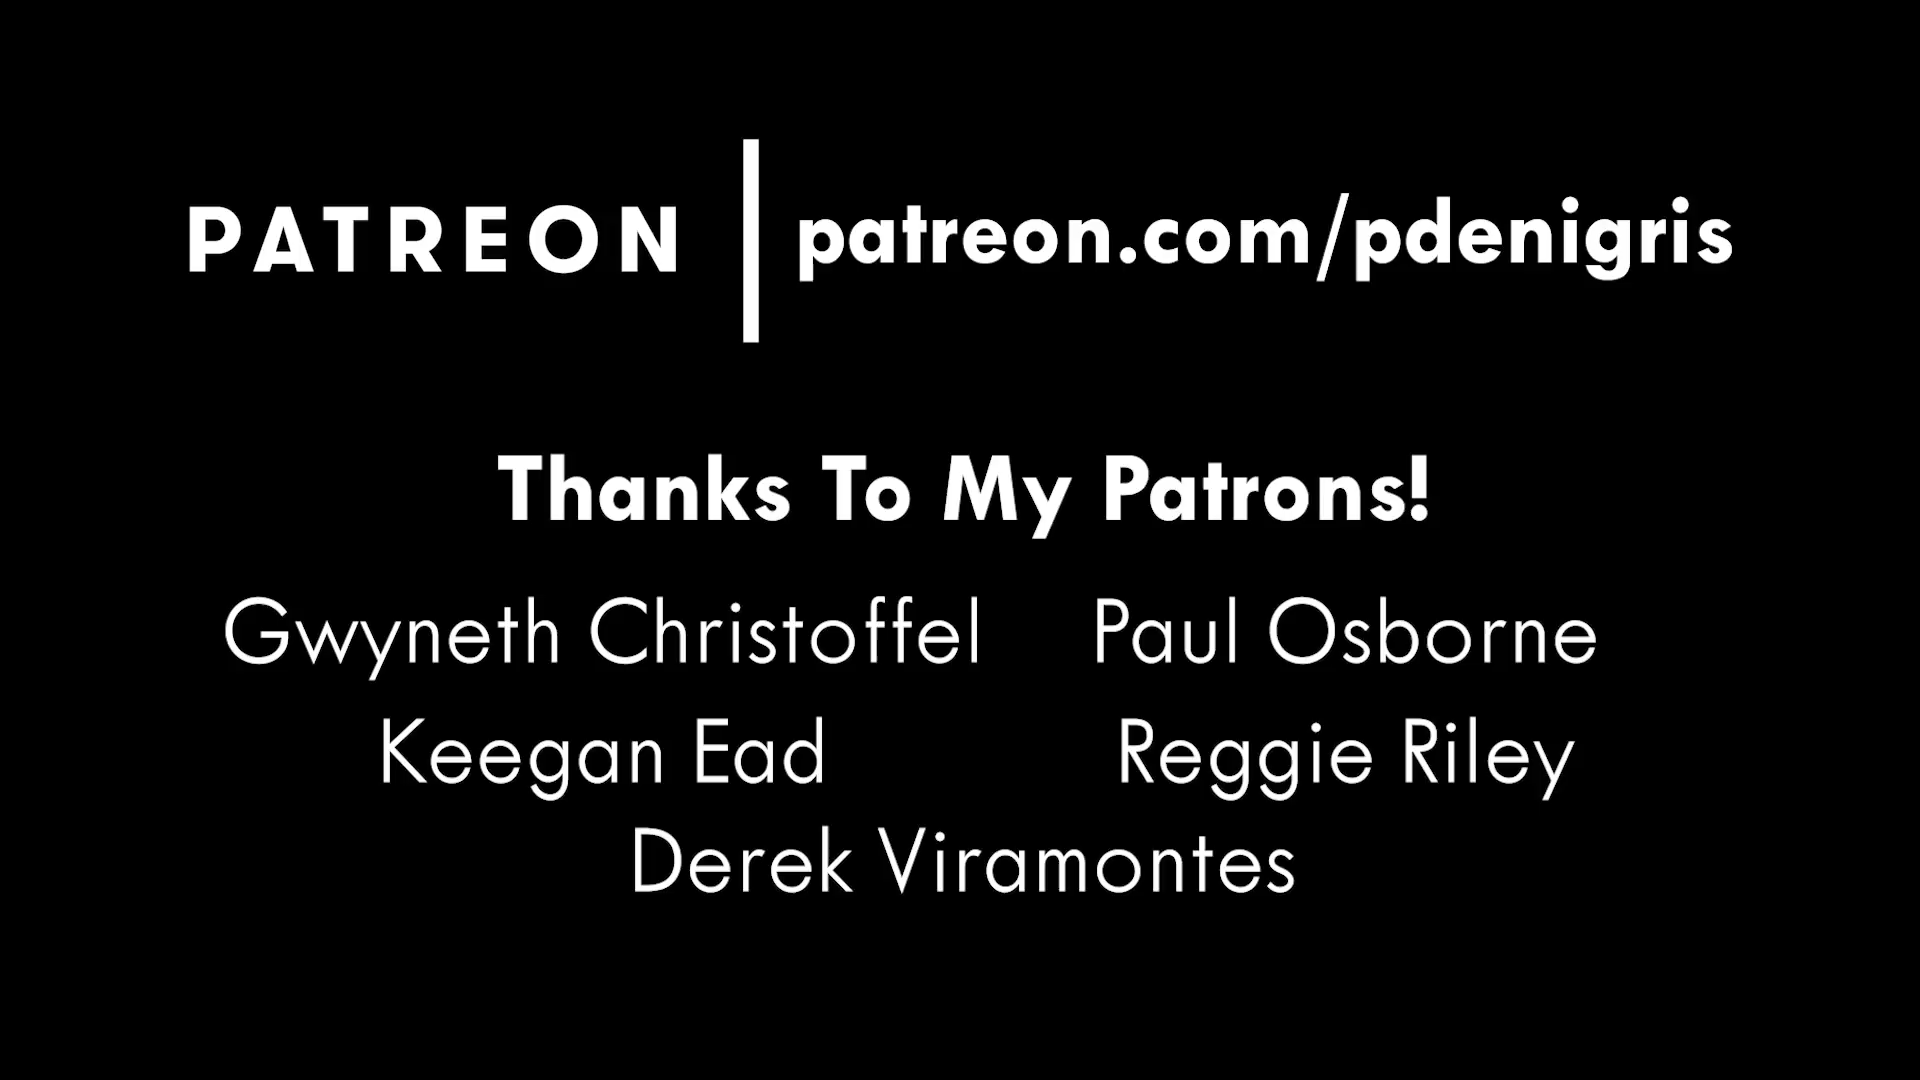 PATREON patreon.com/pdenigris
Thanks To My Patrons!
Gwyneth Christoffel Paul Osborne
Keegan Ead Reggie Riley
Derek Viramontes